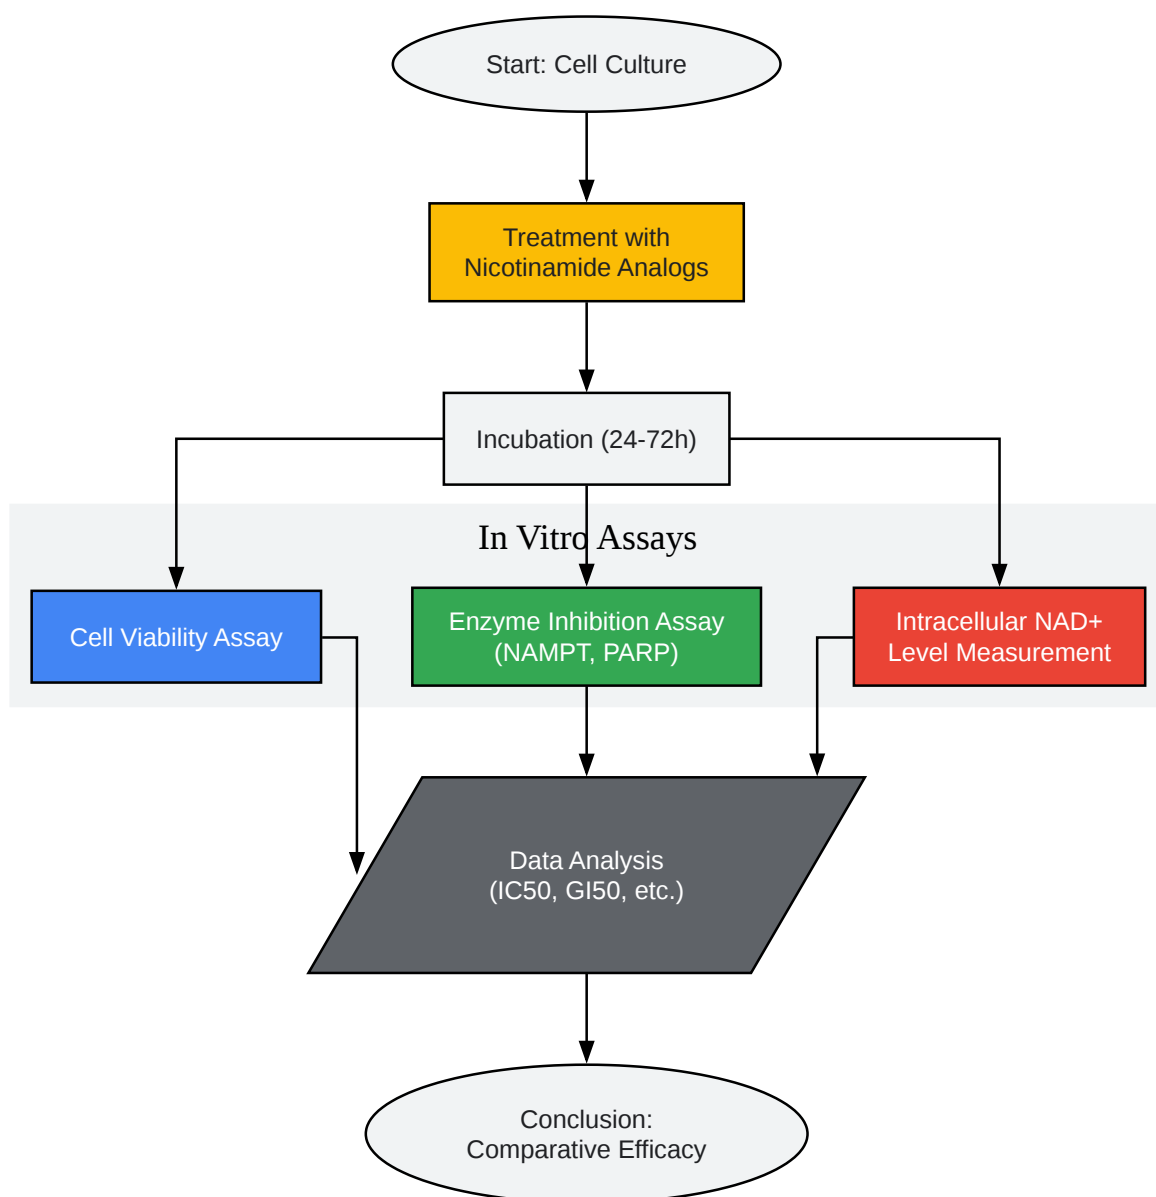 Start: Cell Culture
Treatment with
Nicotinamide Analogs
Incubation (24-72h)
In Vitro Assays
Cell Viability Assay
Enzyme Inhibition Assay
(NAMPT, PARP)
Intracellular NAD+
Level Measurement
Data Analysis
(IC50, GI50, etc.)
Conclusion:
Comparative Efficacy